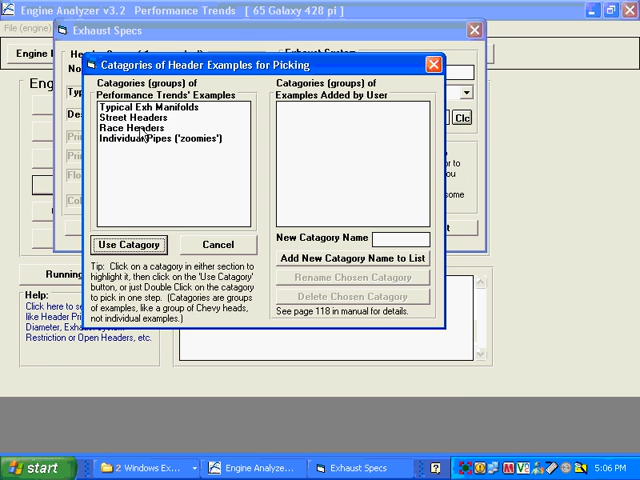 Engine Analyzer v3.2 Performance Trends [ 65 Galaxy 428 pi ]
File (engine)
Exhaust Specs
Engine
Catagories of Header Examples for Picking
Catagories (groups) of
Performance Trends' Examples
Typical Exh Manifolds
Street Headers
Race Headers
Individual Pipes ('zoomies')
Catagories (groups) of
Examples Added by User
Clc
Use Catagory
Cancel
New Catagory Name
Add New Catagory Name to List
Rename Chosen Catagory
Delete Chosen Catagory
See page 118 in manual for details.
Tip: Click on a catagory in either section to
highlight it, then click on the 'Use Catagory'
button, or just Double Click on the catagory
to pick in one step. (Catagories are groups
of examples, like a group of Chevy heads,
not individual examples.)
Running
Help:
Click here to
like Header
Diameter, Exhaust System
Restriction or Open Headers, etc.
start
2 Windows Ex...
Engine Analyze...
Exhaust Specs
5:06 PM